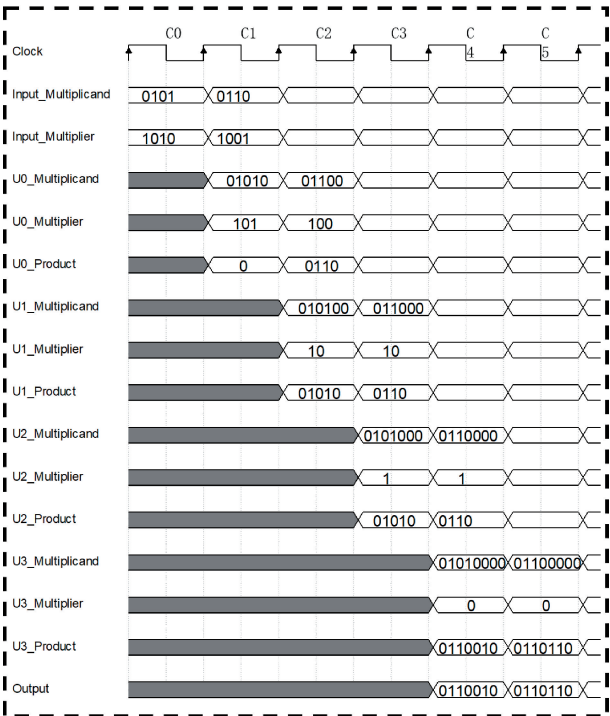 C0 C1 C2 C3 C C
Clock 4 5
Input_Multiplicand 0101 0110
Input_Multiplier 1010 1001
U0_Multiplicand 01010 01100
U0_Multiplier 101 100
U0_Product 0 0110
U1_Multiplicand 010100 011000
U1_Multiplier 10 10
U1_Product 01010 0110
U2_Multiplicand 0101000 0110000
U2_Multiplier 1 1
U2_Product 01010 0110
U3_Multiplicand 01010000 01100000
U3_Multiplier 0 0
U3_Product 0110010 0110110
Output 0110010 0110110